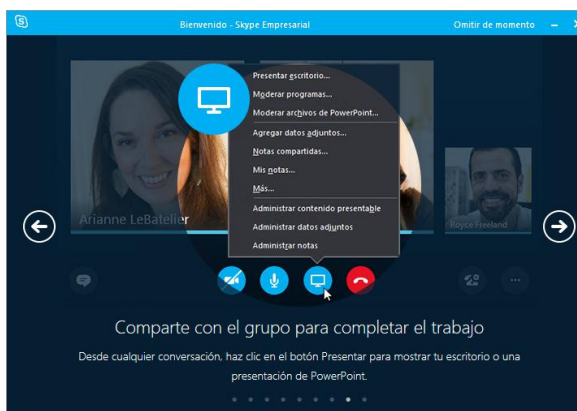 Bienvenido - Skype Empresarial
Omitir de momento
Presentar escritorio...
Moderar programas...
Moderar archivos de PowerPoint...
Agregar datos adjuntos...
Notas compartidas...
Mis notas...
Más...
Administrar contenido presentable
Administrar datos adjuntos
Administrar notas
Arianne LeBatelier
Royce Freeland
Comparte con el grupo para completar el trabajo
Desde cualquier conversación, haz clic en el botón Presentar para mostrar tu escritorio o una
presentación de PowerPoint.